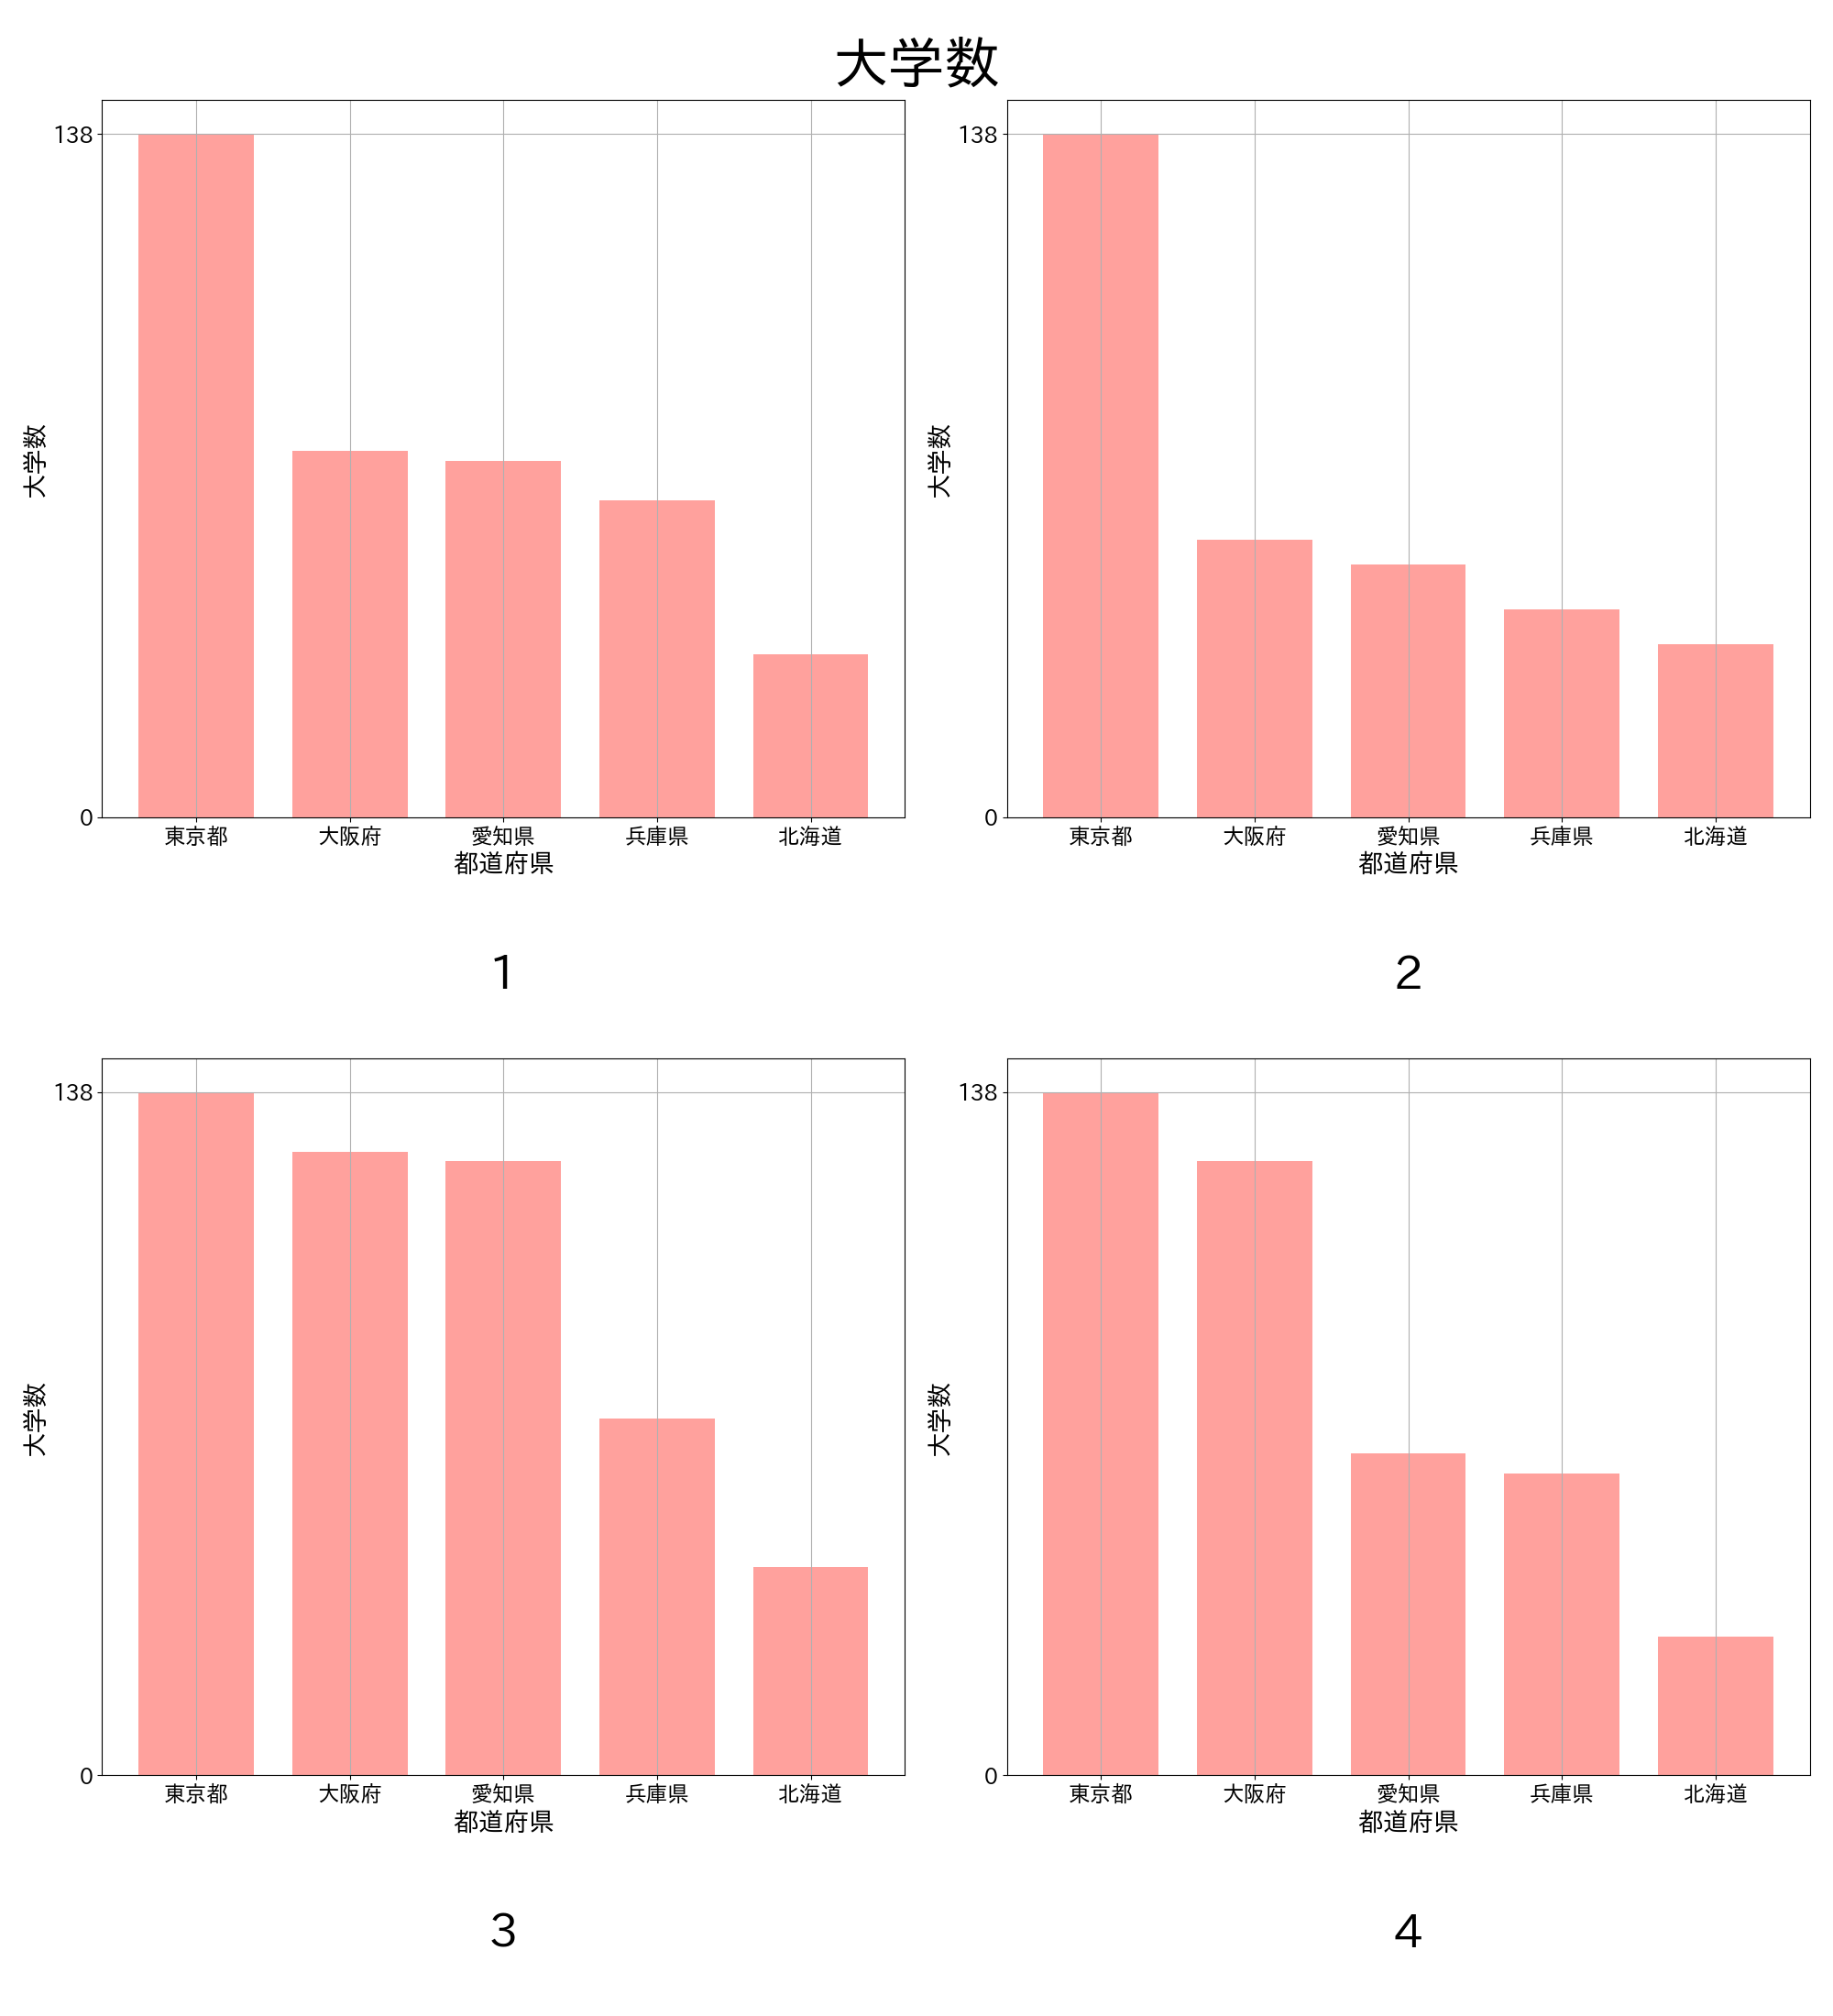 大学数
138
0
大学数
東京都 大阪府 愛知県 兵庫県 北海道
都道府県
1
138
0
大学数
東京都 大阪府 愛知県 兵庫県 北海道
都道府県
2
138
0
大学数
東京都 大阪府 愛知県 兵庫県 北海道
都道府県
3
138
0
大学数
東京都 大阪府 愛知県 兵庫県 北海道
都道府県
4